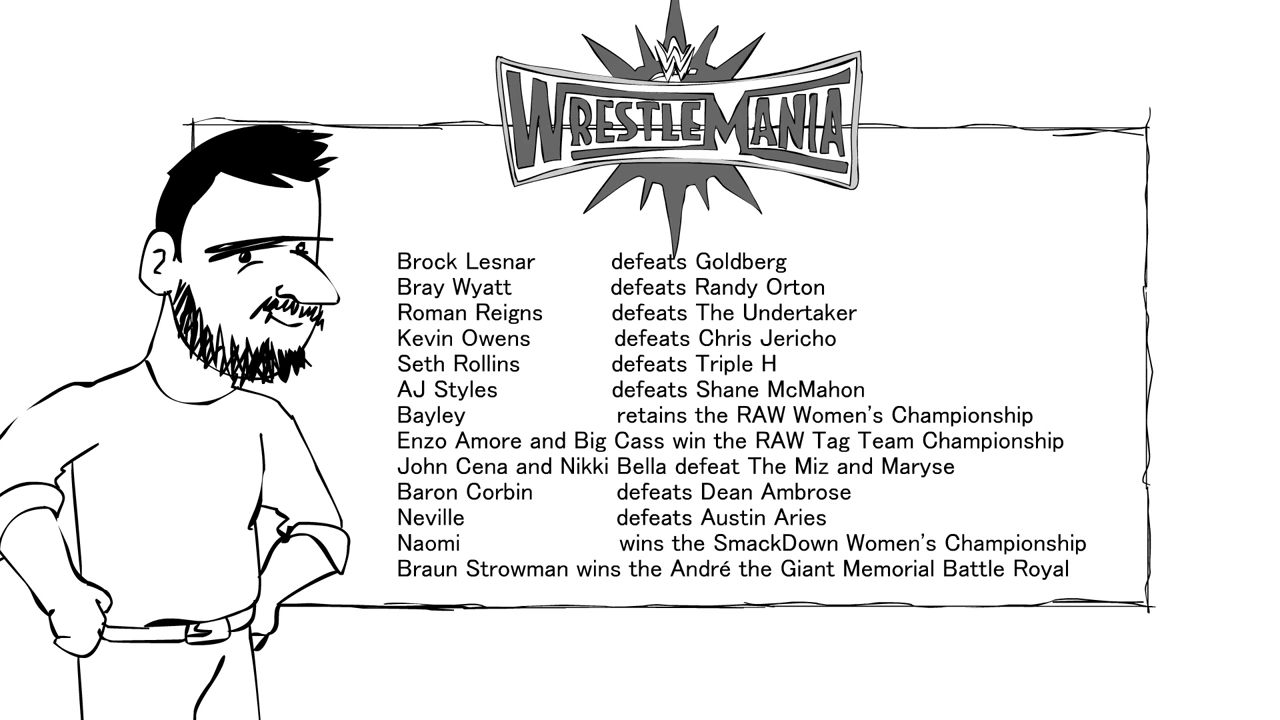 W
WRESTLEMANIA
Brock Lesnar defeats Goldberg
Bray Wyatt defeats Randy Orton
Roman Reigns defeats The Undertaker
Kevin Owens defeats Chris Jericho
Seth Rollins defeats Triple H
AJ Styles defeats Shane McMahon
Bayley retains the RAW Women's Championship
Enzo Amore and Big Cass win the RAW Tag Team Championship
John Cena and Nikki Bella defeat The Miz and Maryse
Baron Corbin defeats Dean Ambrose
Neville defeats Austin Aries
Naomi wins the SmackDown Women's Championship
Braun Strowman wins the André the Giant Memorial Battle Royal